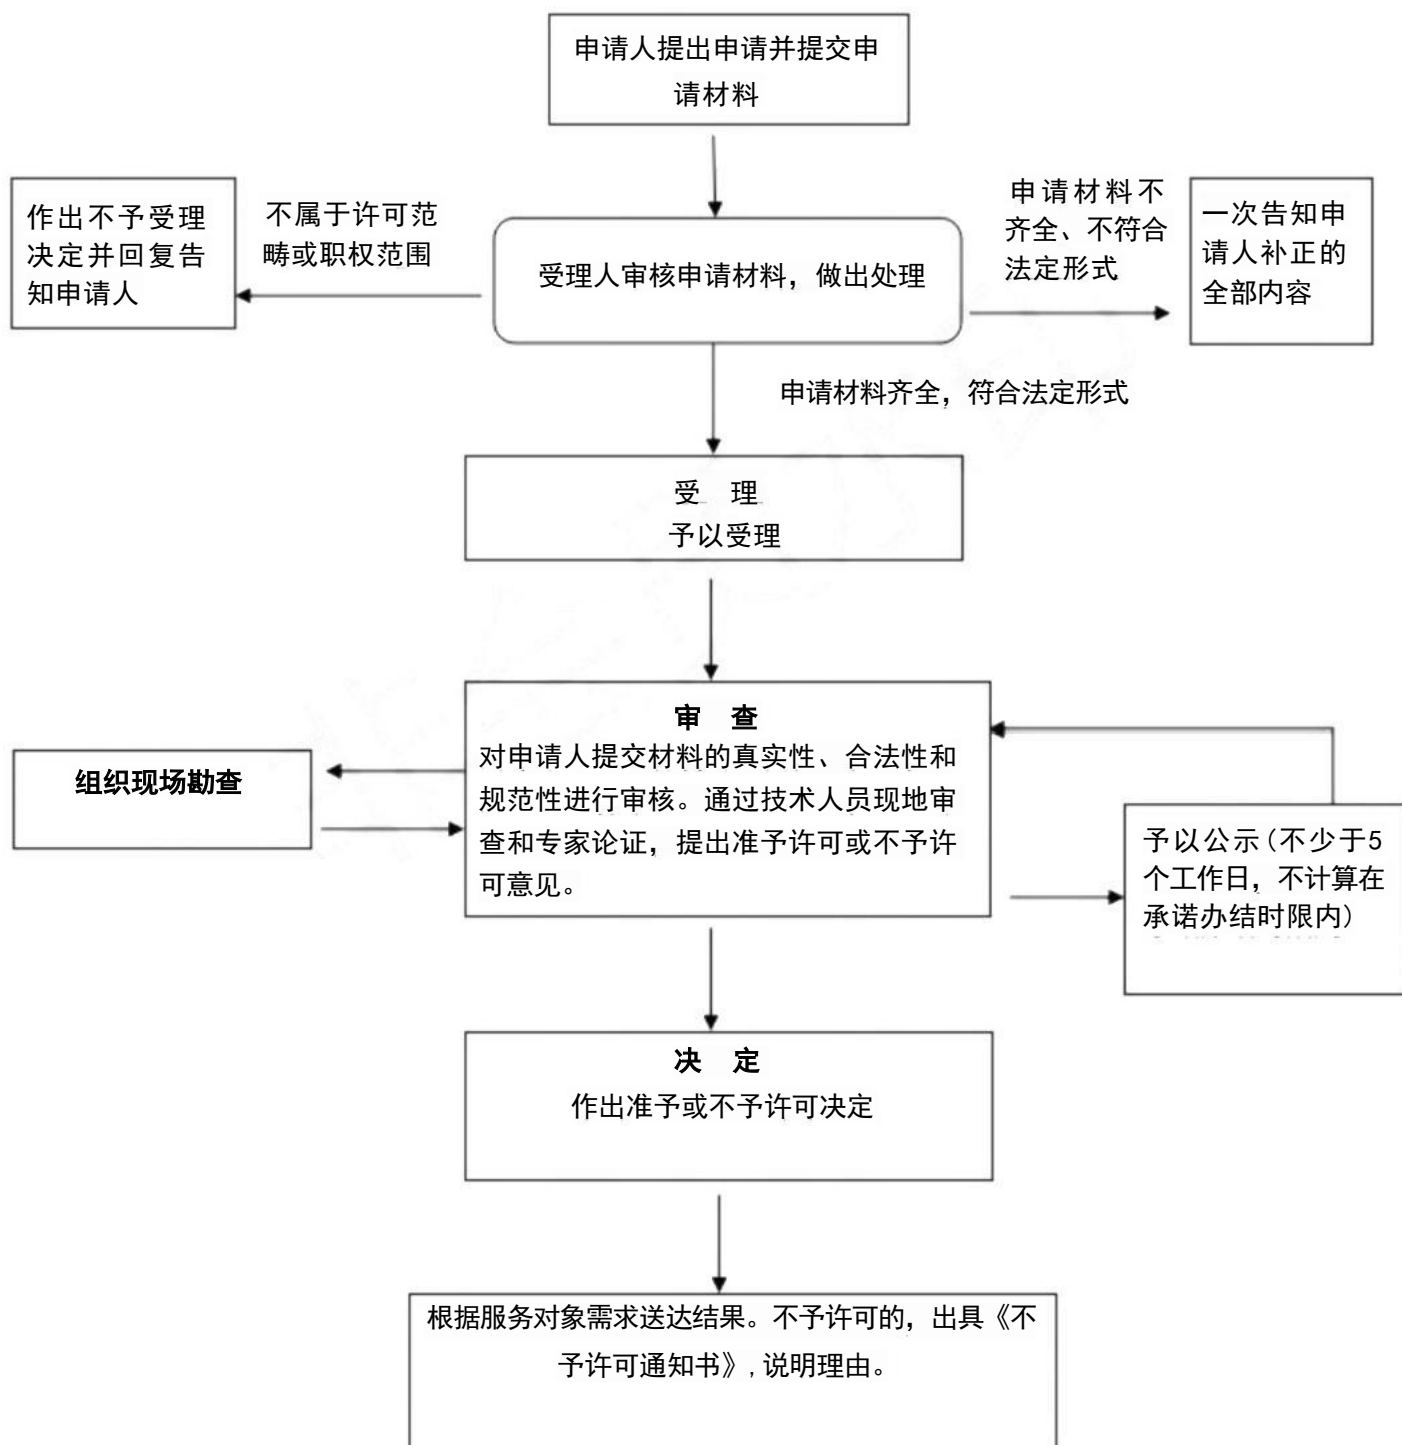 申请人提出申请并提交申
请材料
作出不予受理
决定并回复告
知申请人
不属于许可范
畴或职权范围
受理人审核申请材料，做出处理
申请材料不
齐全、不符合
法定形式
一次告知申
请人补正的
全部内容
申请材料齐全，符合法定形式
受 理
予以受理
审 查
对申请人提交材料的真实性、合法性和
规范性进行审核。通过技术人员现地审
查和专家论证，提出准予许可或不予许
可意见。
组织现场勘查
予以公示(不少于5
个工作日，不计算在
承诺办结时限内)
决 定
作出准予或不予许可决定
根据服务对象需求送达结果。不予许可的，出具《不
予许可通知书》,说明理由。